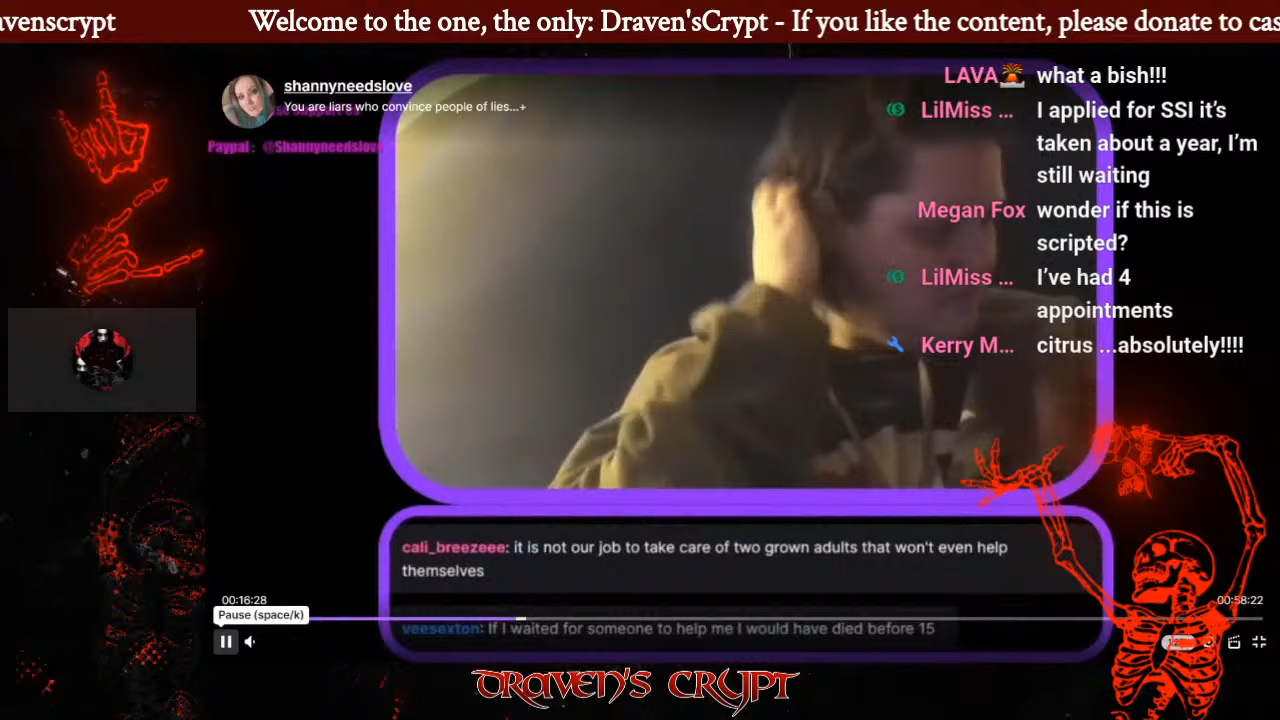 avenscrypt Welcome to the one, the only: Draven'sCrypt - If you like the content, please donate to cas
shannyneedslove
You are liars who convince people of lies...+
Paypal : @Shannyneedslove
LAVA🌋 what a bish!!!
LilMiss ... I applied for SSI it's
taken about a year, I'm
still waiting
Megan Fox wonder if this is
scripted?
LilMiss ... I've had 4
appointments
Kerry M... citrus ...absolutely!!!!
cali_breezeee: it is not our job to take care of two grown adults that won't even help
themselves
00:16:28
00:58:22
Pause (space/k)
veesexton: If I waited for someone to help me I would have died before 15
DRAVEN'S CRYPT